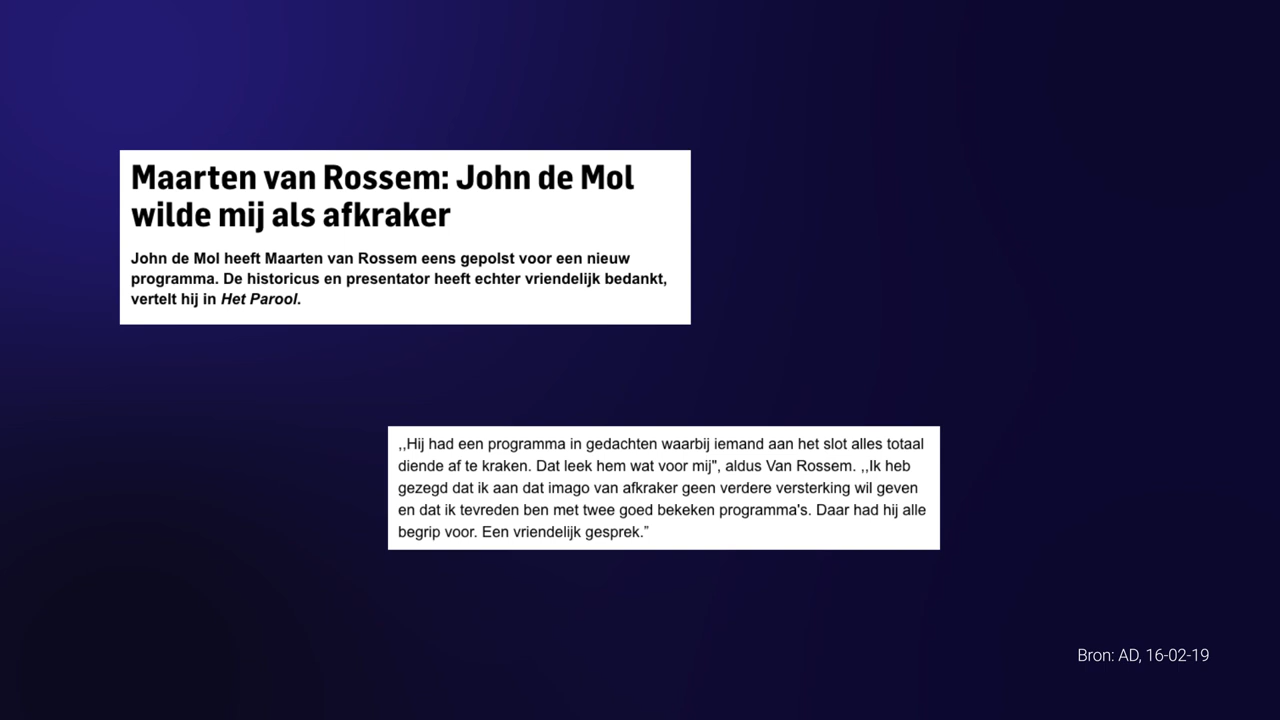 Maarten van Rossem: John de Mol
wilde mij als afkraker
John de Mol heeft Maarten van Rossem eens gepolst voor een nieuw
programma. De historicus en presentator heeft echter vriendelijk bedankt,
vertelt hij in Het Parool.
,,Hij had een programma in gedachten waarbij iemand aan het slot alles totaal
diende af te kraken. Dat leek hem wat voor mij", aldus Van Rossem. ,,Ik heb
gezegd dat ik aan dat imago van afkraker geen verdere versterking wil geven
en dat ik tevreden ben met twee goed bekeken programma's. Daar had hij alle
begrip voor. Een vriendelijk gesprek.”
Bron: AD, 16-02-19